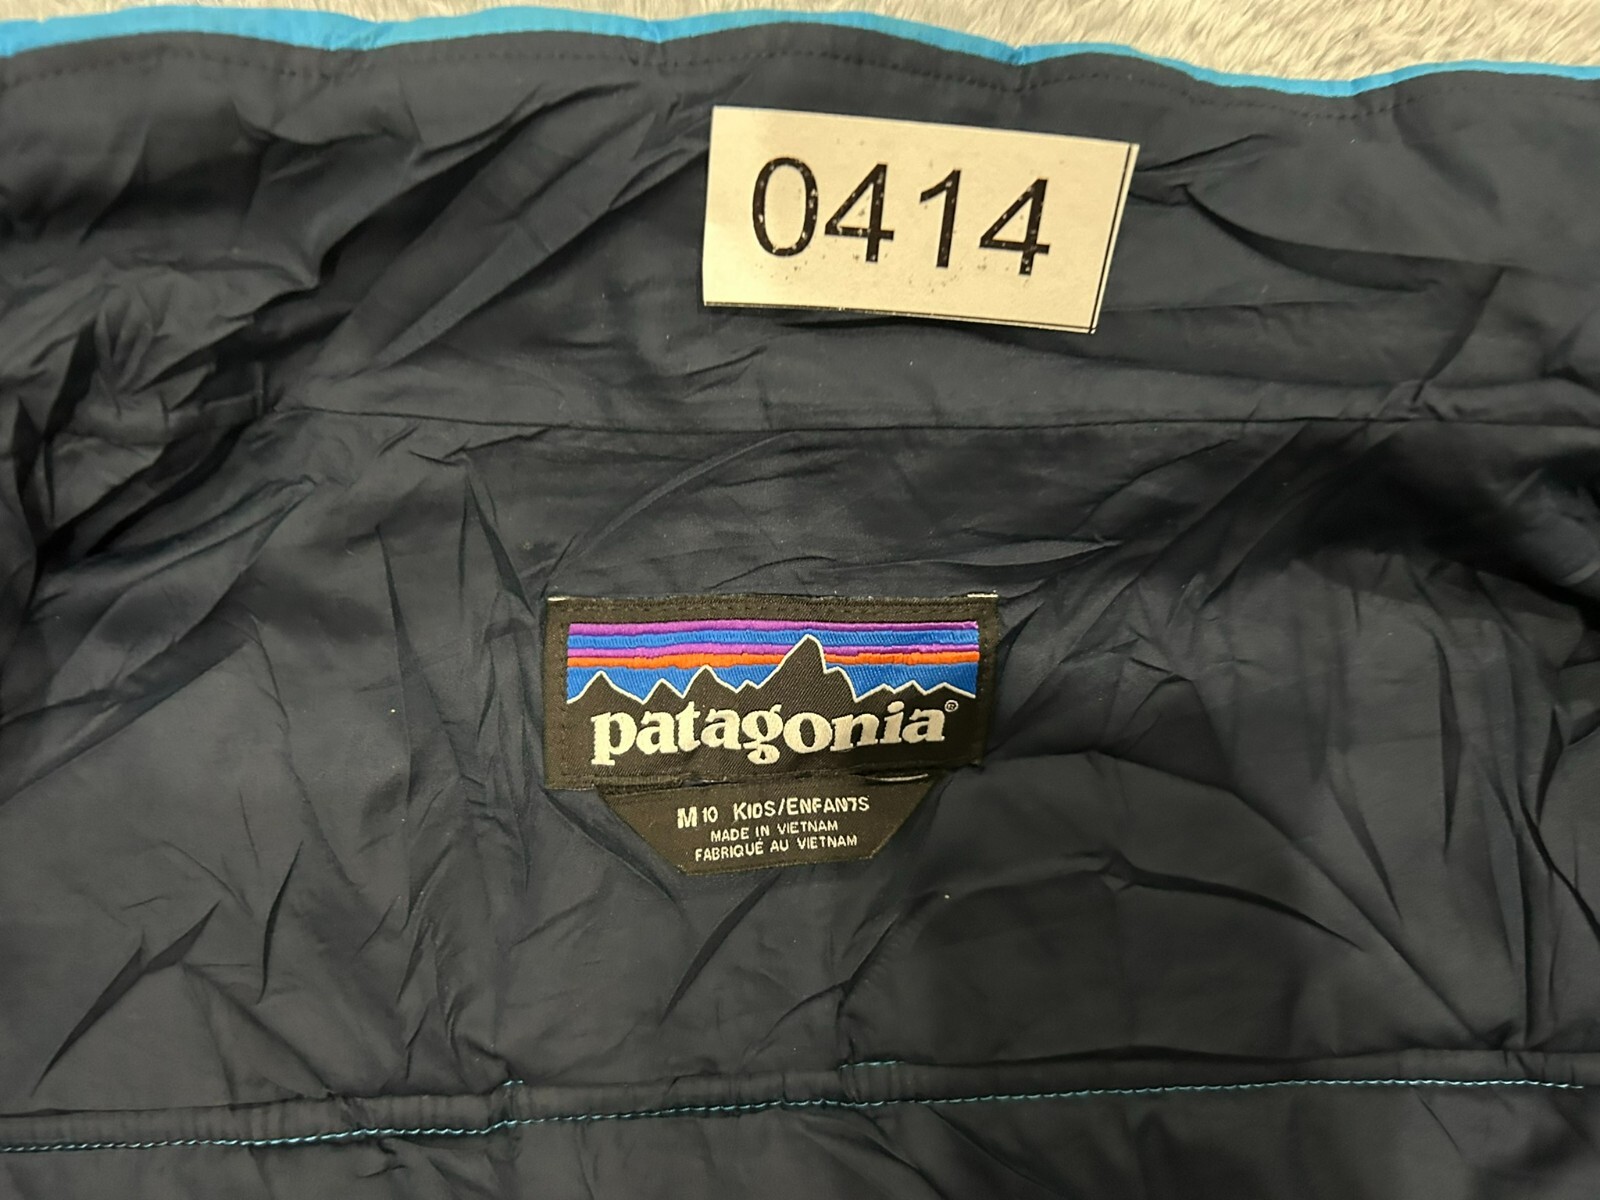 0414
patagonia®
M 10 KIDS/ENFANTS
MADE IN VIETNAM
FABRIQUÉ AU VIETNAM